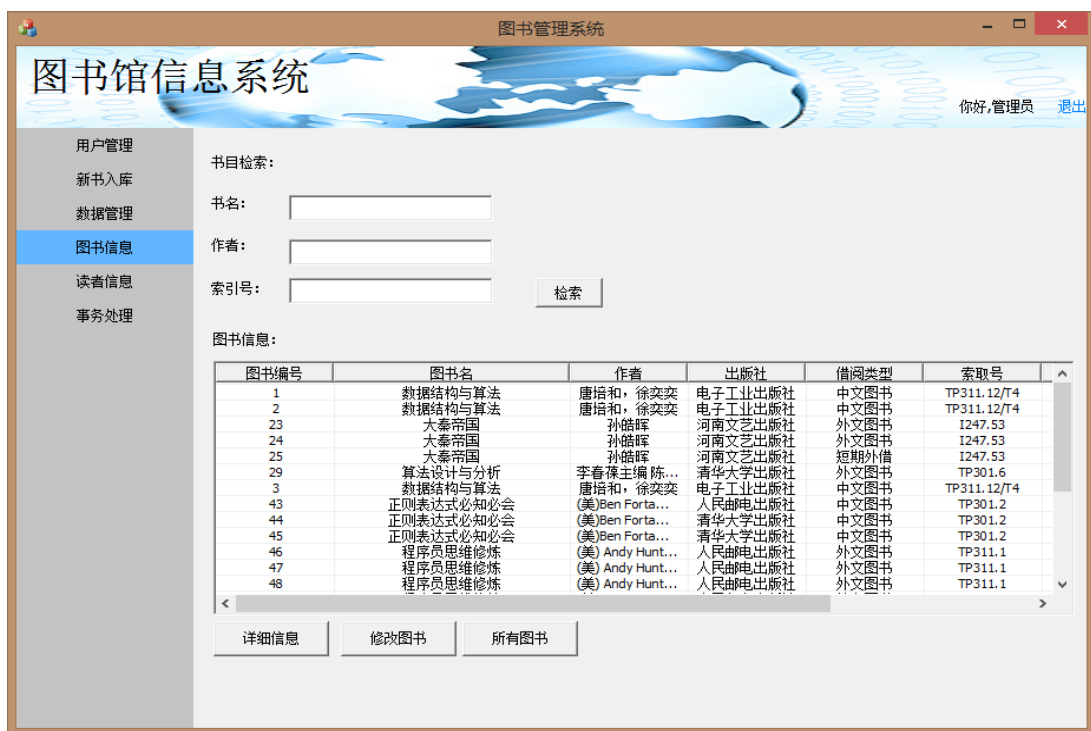 图书管理系统
图书馆信息系统
你好,管理员 退出
用户管理
新书入库
数据管理
图书信息
读者信息
事务处理
书目检索：
书名：
作者：
索引号：
检索
图书信息：
图书编号 图书名 作者 出版社 借阅类型 索取号
1 数据结构与算法 唐培和，徐奕奕 电子工业出版社 中文图书 TP311.12/T4
2 数据结构与算法 唐培和，徐奕奕 电子工业出版社 中文图书 TP311.12/T4
23 大秦帝国 孙皓晖 河南文艺出版社 外文图书 I247.53
24 大秦帝国 孙皓晖 河南文艺出版社 外文图书 I247.53
25 大秦帝国 孙皓晖 河南文艺出版社 短期外借 I247.53
29 算法设计与分析 李春葆主编 陈... 清华大学出版社 外文图书 TP301.6
3 数据结构与算法 唐培和，徐奕奕 电子工业出版社 中文图书 TP311.12/T4
43 正则表达式必知必会 (美)Ben Forta... 人民邮电出版社 中文图书 TP301.2
44 正则表达式必知必会 (美)Ben Forta... 清华大学出版社 中文图书 TP301.2
45 正则表达式必知必会 (美)Ben Forta... 清华大学出版社 中文图书 TP301.2
46 程序员思维修炼 (美) Andy Hunt... 人民邮电出版社 外文图书 TP311.1
47 程序员思维修炼 (美) Andy Hunt... 人民邮电出版社 外文图书 TP311.1
48 程序员思维修炼 (美) Andy Hunt... 人民邮电出版社 外文图书 TP311.1
详细信息 修改图书 所有图书